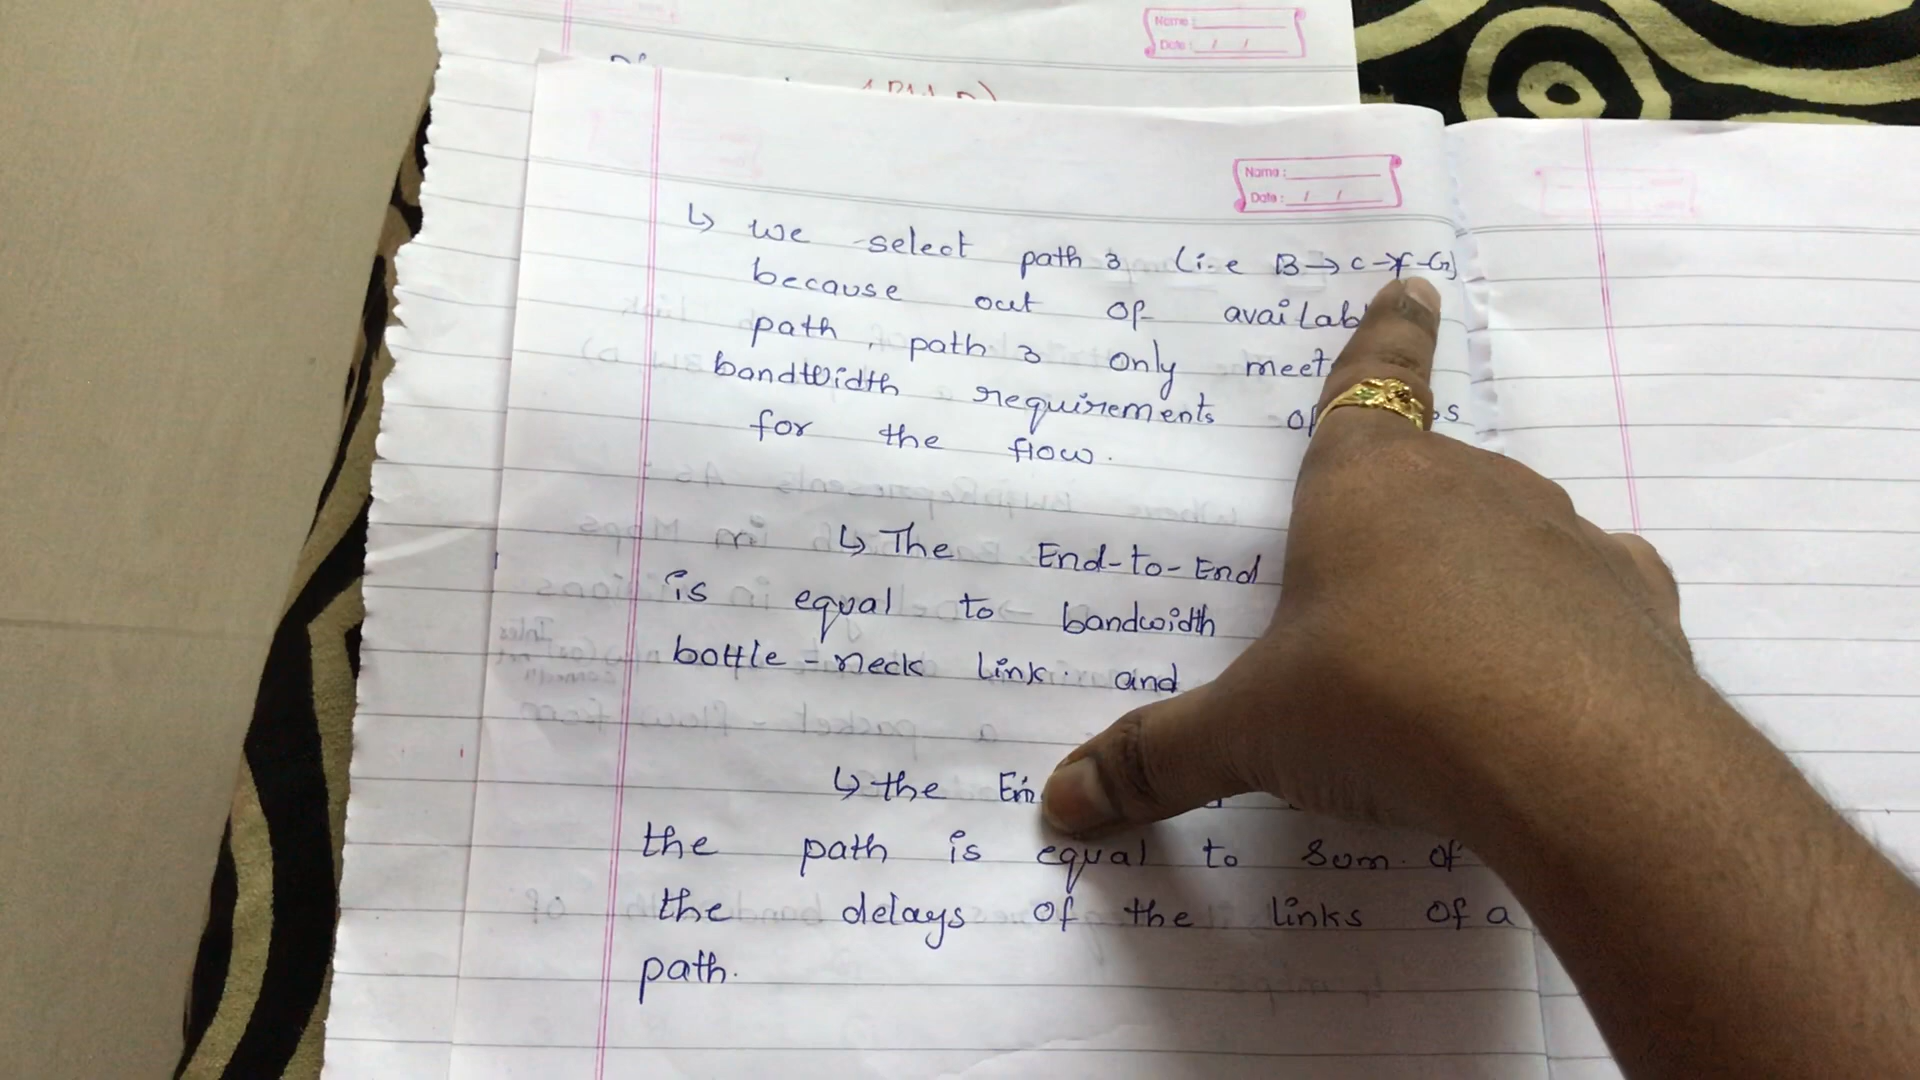 Name:
Date: / /
Name:
Date: / /
↳ we select path 3 (i.e B→C→F-G)
because out of
path, path 3 only
bandwidth requirements
for the flow.
↳ The End-to-End
is equal to bandwidth
bottle-neck link. and
↳ the
the path is equal to sum. of
the delays of the links of a
path.